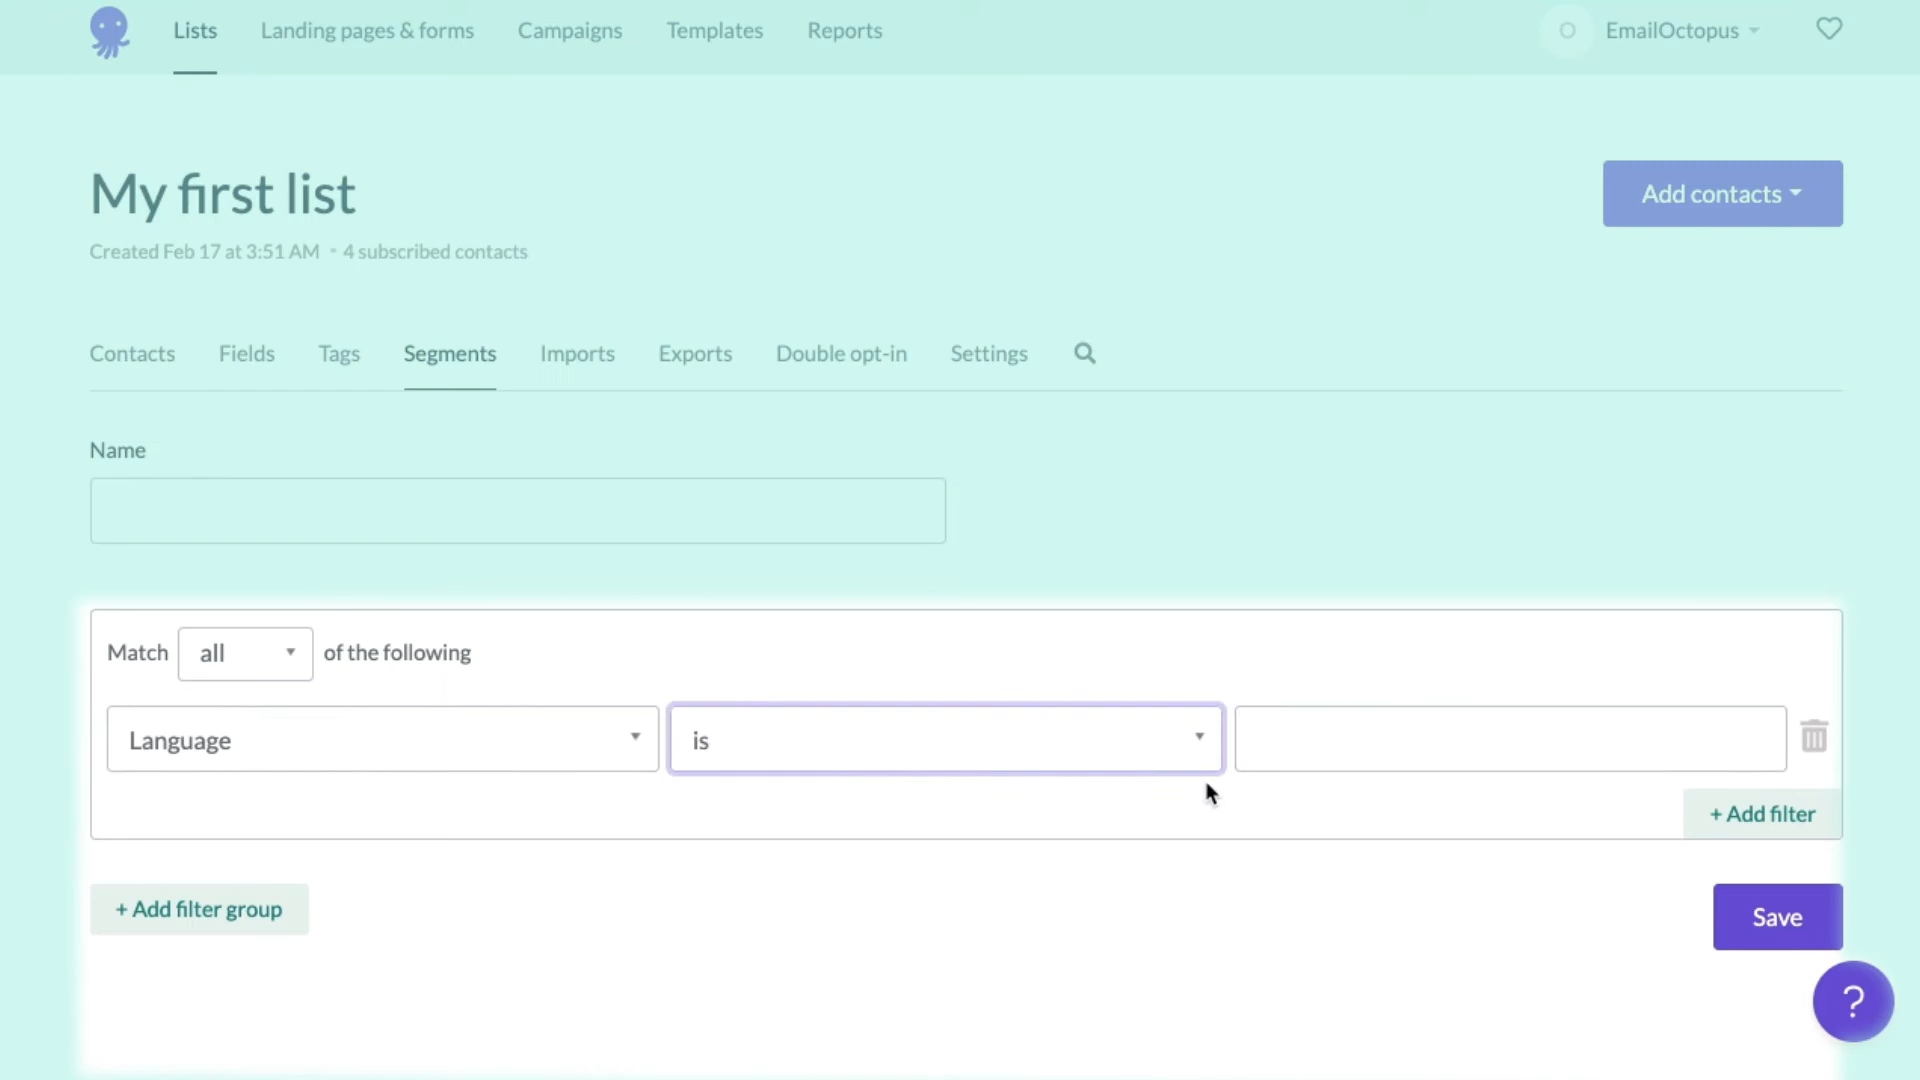 Lists Landing pages & forms Campaigns Templates Reports O EmailOctopus
My first list
Add contacts
Created Feb 17 at 3:51 AM • 4 subscribed contacts
Contacts Fields Tags Segments Imports Exports Double opt-in Settings
Name
Match all of the following
Language is
+ Add filter
+ Add filter group
Save
?